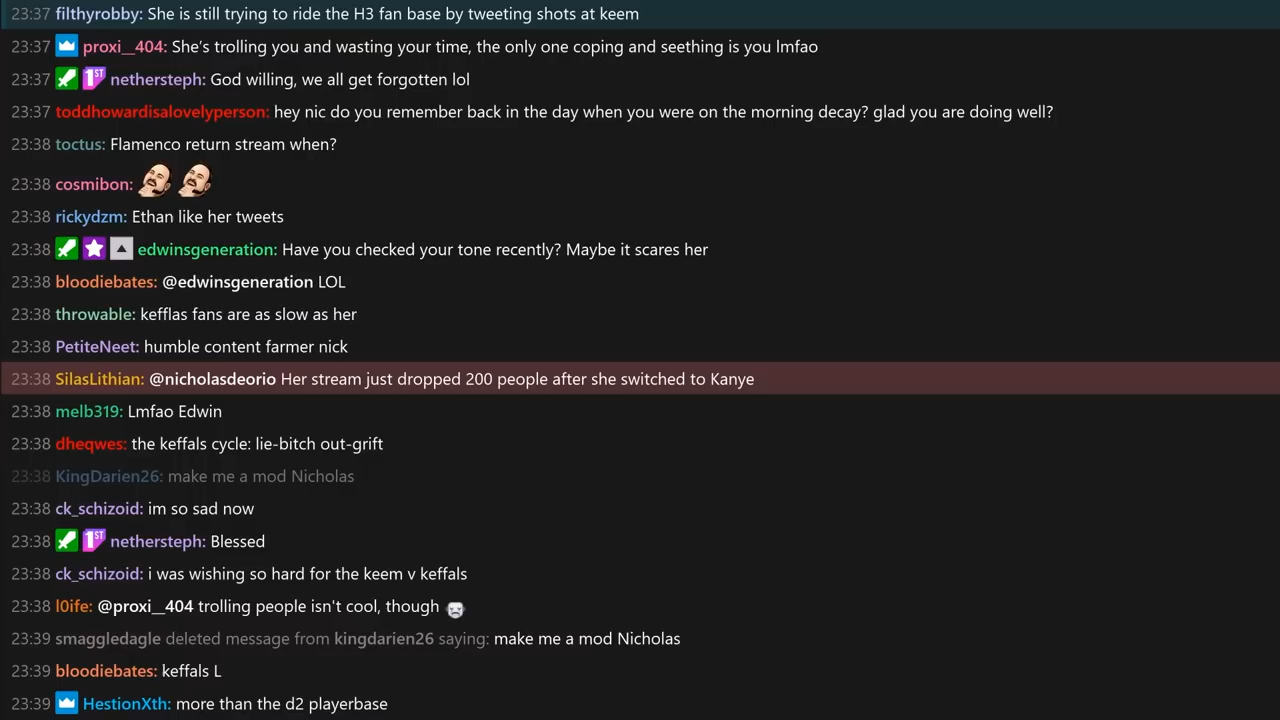 23:37 filthyrobby: She is still trying to ride the H3 fan base by tweeting shots at keem
23:37 proxi__404: She's trolling you and wasting your time, the only one coping and seething is you lmfao
23:37 1ST nethersteph: God willing, we all get forgotten lol
23:37 toddhowardisalovelyperson: hey nic do you remember back in the day when you were on the morning decay? glad you are doing well?
23:38 toctus: Flamenco return stream when?
23:38 cosmibon:
23:38 rickydzm: Ethan like her tweets
23:38 edwinsgeneration: Have you checked your tone recently? Maybe it scares her
23:38 bloodiebates: @edwinsgeneration LOL
23:38 throwable: kefflas fans are as slow as her
23:38 PetiteNeet: humble content farmer nick
23:38 SilasLithian: @nicholasdeorio Her stream just dropped 200 people after she switched to Kanye
23:38 melb319: Lmfao Edwin
23:38 dheqwes: the keffals cycle: lie-bitch out-grift
23:38 KingDarien26: make me a mod Nicholas
23:38 ck_schizoid: im so sad now
23:38 1ST nethersteph: Blessed
23:38 ck_schizoid: i was wishing so hard for the keem v keffals
23:38 l0ife: @proxi__404 trolling people isn't cool, though
23:39 smaggledagle deleted message from kingdarien26 saying: make me a mod Nicholas
23:39 bloodiebates: keffals L
23:39 HestionXth: more than the d2 playerbase